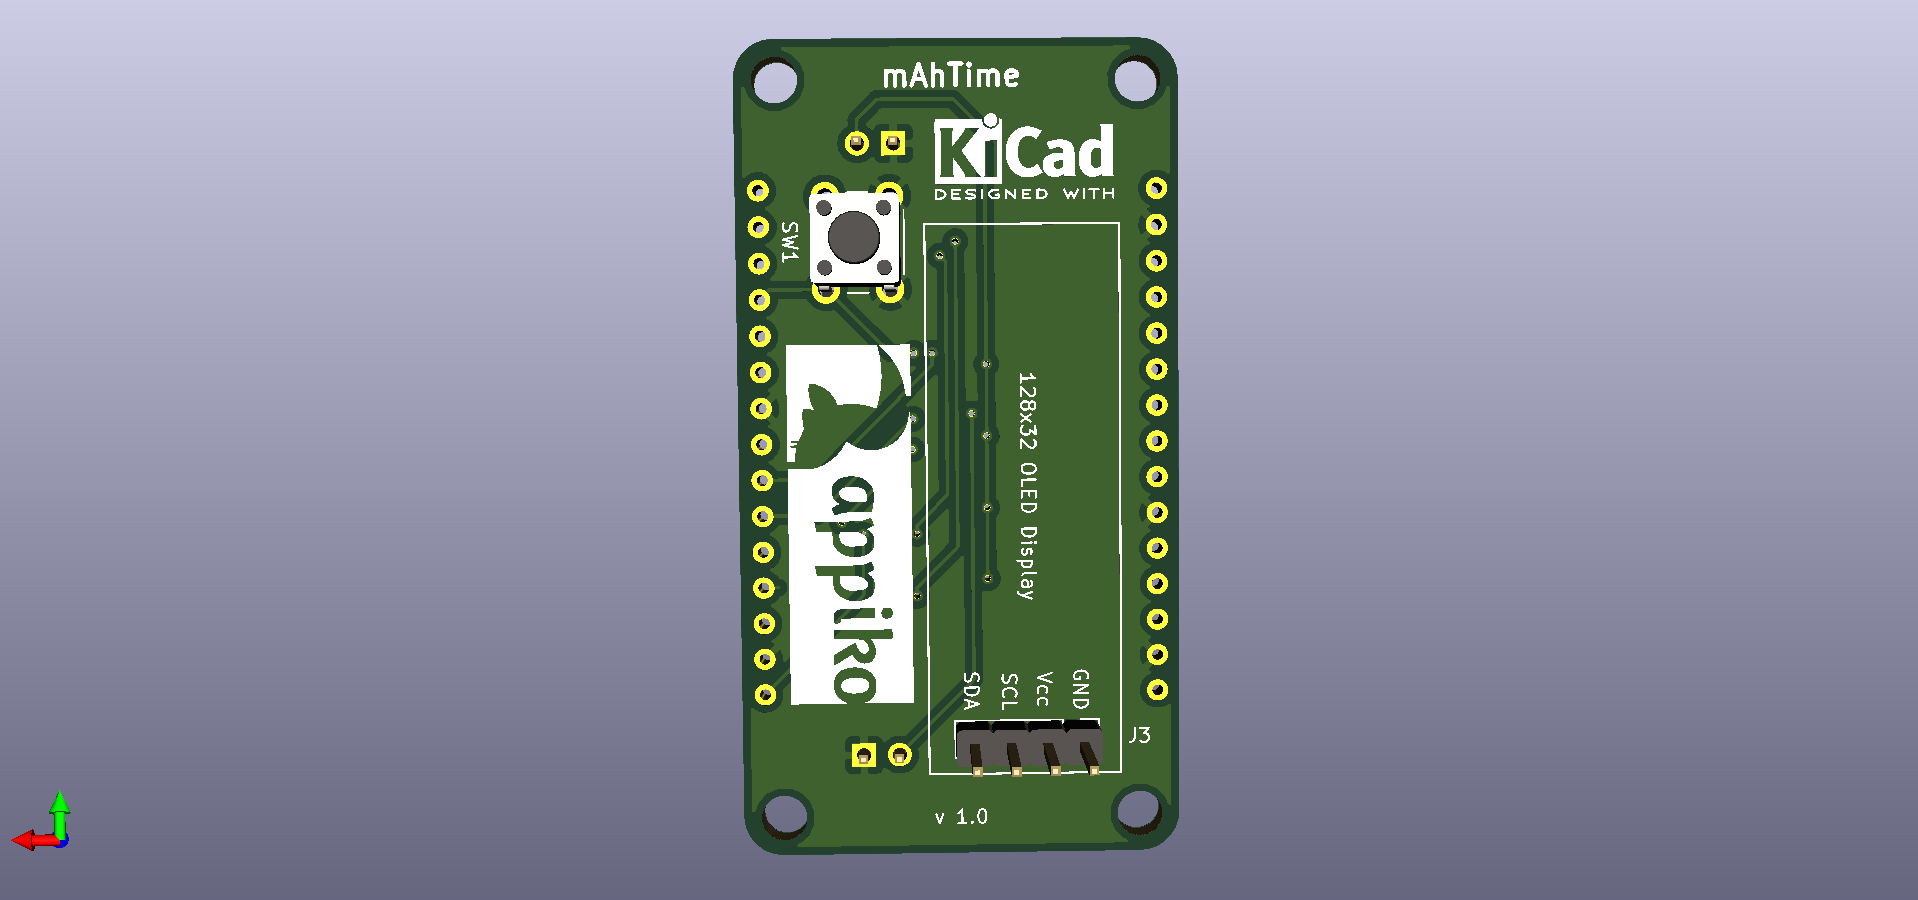 mAhTime
KiCad
DESIGNED WITH
SW1
128x32 OLED Display
appiko
SDA
SCL
Vcc
GND
J3
v 1.0